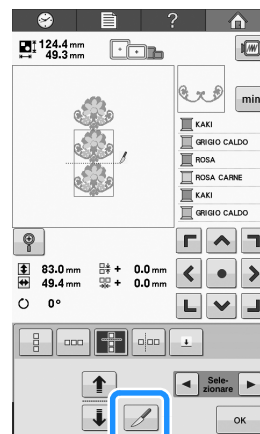 ?
124.4 mm
49.3 mm
min
KAKI
GRIGIO CALDO
ROSA
ROSA CARNE
KAKI
GRIGIO CALDO
83.0 mm + 0.0 mm
49.4 mm + 0.0 mm
0°
Sele-
zionare
OK